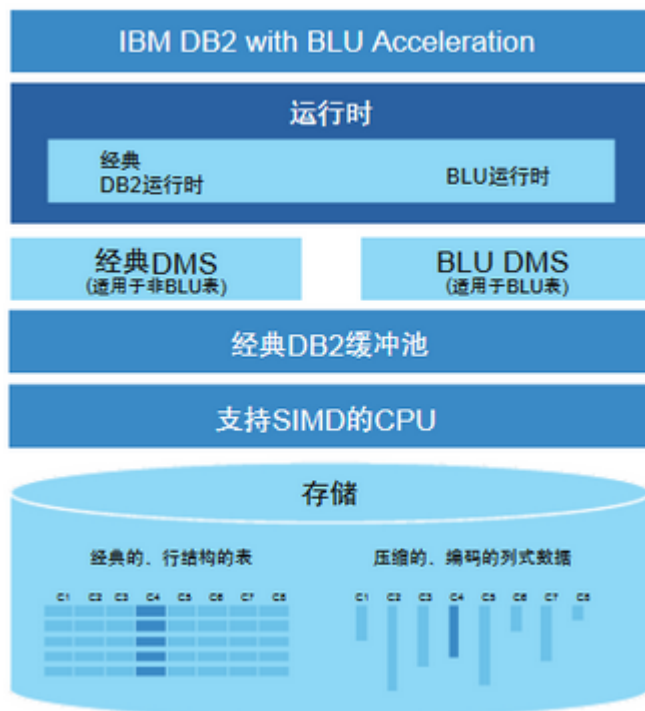 IBM DB2 with BLU Acceleration
运行时
经典
DB2运行时
BLU运行时
经典DMS
(适用于非BLU表)
BLU DMS
(适用于BLU表)
经典DB2缓冲池
支持SIMD的CPU
存储
经典的、行结构的表
压缩的、编码的列式数据
C1 C2 C3 C4 C5 C6 C7 C8
C1 C2 C3 C4 C5 C6 C7 C8